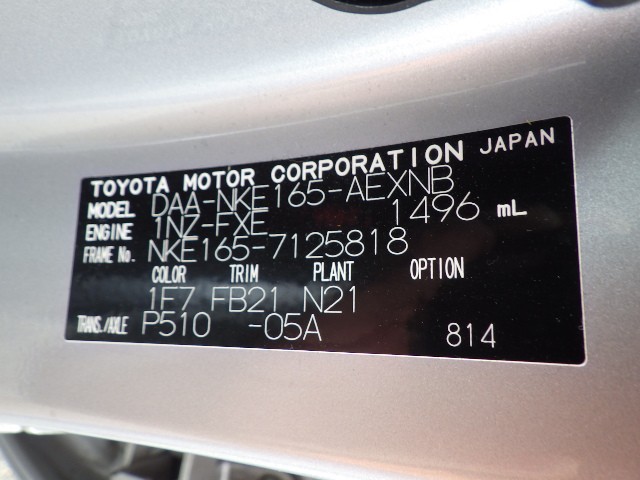 TOYOTA MOTOR CORPORATION JAPAN
MODEL DAA-NKE165-AEXNB
ENGINE 1NZ-FXE 1496 mL
FRAME No. NKE165-7125818
COLOR TRIM PLANT OPTION
1F7 FB21 N21
TRANS./AXLE P510 -05A 814